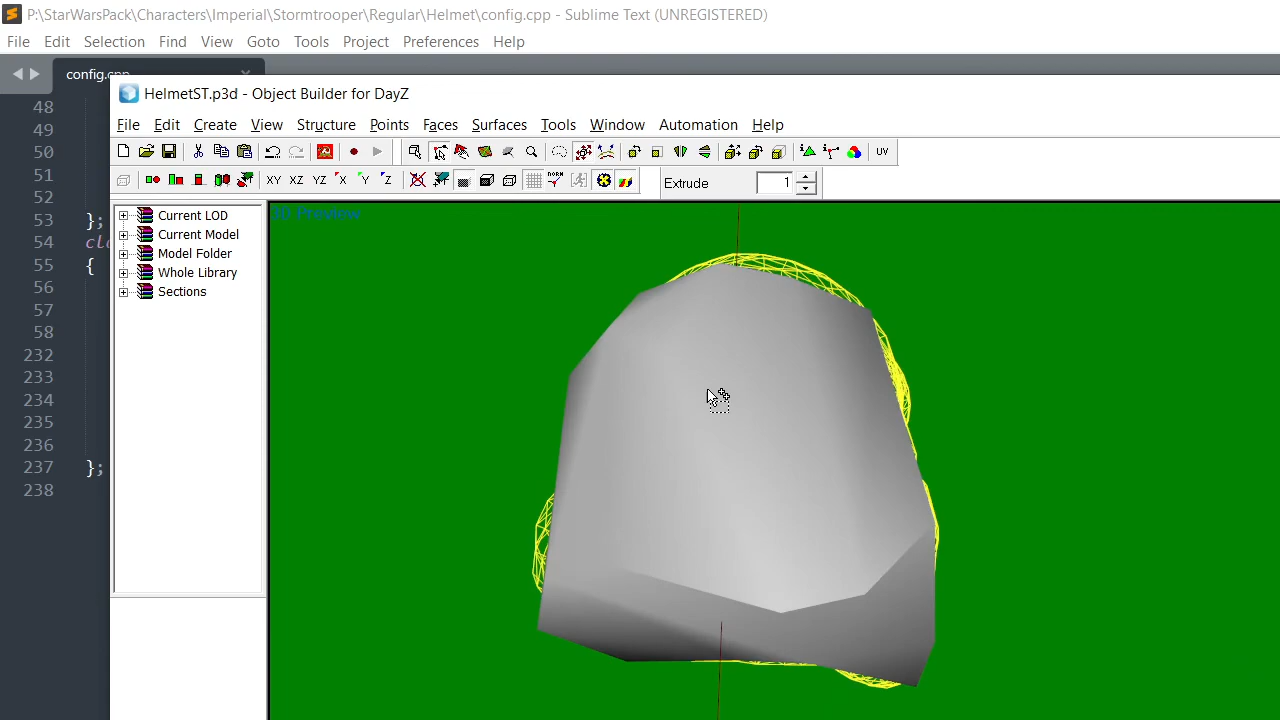 P:\StarWarsPack\Characters\Imperial\Stormtrooper\Regular\Helmet\config.cpp - Sublime Text (UNREGISTERED)
File Edit Selection Find View Goto Tools Project Preferences Help
config.cpp
HelmetST.p3d - Object Builder for DayZ
File Edit Create View Structure Points Faces Surfaces Tools Window Automation Help
UV
XY XZ YZ X Y Z NORM Extrude 1
3D Preview
Current LOD
Current Model
Model Folder
Whole Library
Sections
48
49
50
51
52
53 };
54 cl
55 {
56
57
58
232
233
234
235
236
237 };
238